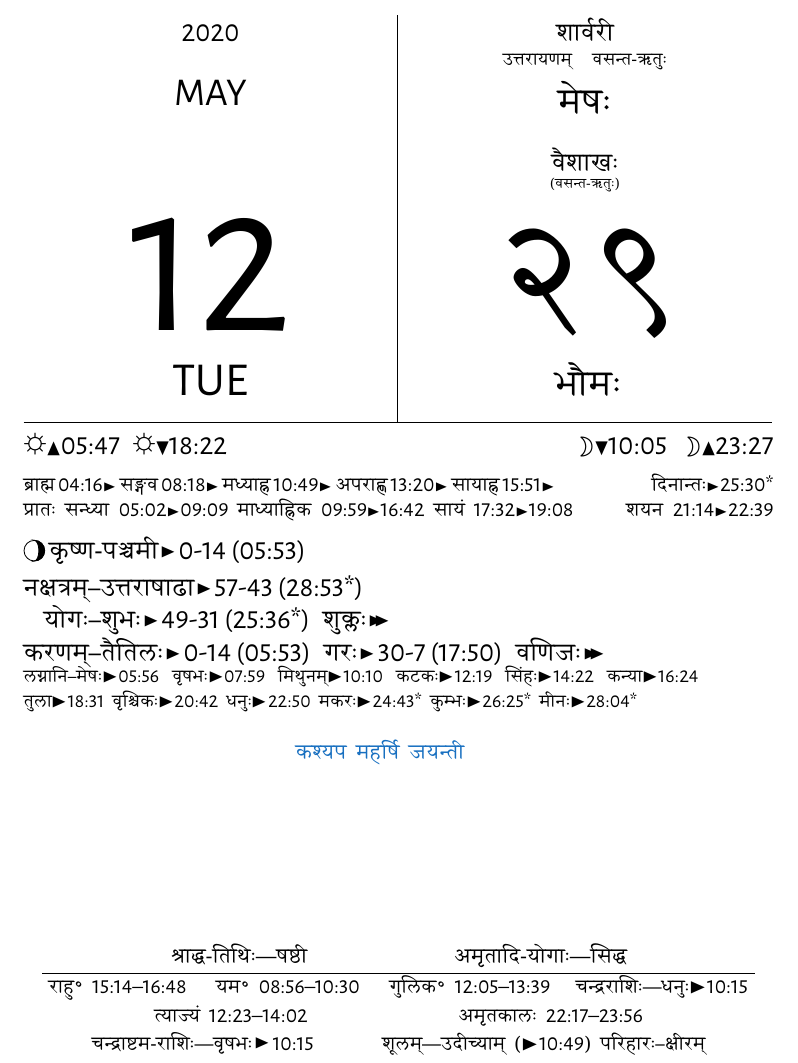 2020
MAY
12
TUE
शार्वरी
उत्तरायणम् वसन्त-ऋतुः
मेषः
वैशाखः
(वसन्त-ऋतुः)
२९
भौमः
☼▲05:47 ☼▼18:22 ☽▼10:05 ☽▲23:27
ब्राह्म 04:16► सङ्गव 08:18► मध्याह्न 10:49► अपराह्ण 13:20► सायाह्न 15:51► दिनान्तः►25:30*
प्रातः सन्ध्या 05:02►09:09 माध्याह्निक 09:59►16:42 सायं 17:32►19:08 शयन 21:14►22:39
कृष्ण-पञ्चमी►0-14 (05:53)
नक्षत्रम्–उत्तराषाढा►57-43 (28:53*)
योगः–शुभः►49-31 (25:36*) शुक्लः►►
करणम्–तैतिलः►0-14 (05:53) गरः►30-7 (17:50) वणिजः►►
लग्नानि–मेषः►05:56 वृषभः►07:59 मिथुनम्►10:10 कटकः►12:19 सिंहः►14:22 कन्या►16:24
तुला►18:31 वृश्चिकः►20:42 धनुः►22:50 मकरः►24:43* कुम्भः►26:25* मीनः►28:04*
कश्यप महर्षि जयन्ती
श्राद्ध-तिथिः—षष्ठी अमृतादि-योगाः—सिद्ध
राहु° 15:14–16:48 यम° 08:56–10:30 गुलिक° 12:05–13:39 चन्द्रराशिः—धनुः►10:15
त्याज्यं 12:23–14:02 अमृतकालः 22:17–23:56
चन्द्राष्टम-राशिः—वृषभः►10:15 शूलम्—उदीच्याम् (►10:49) परिहारः–क्षीरम्